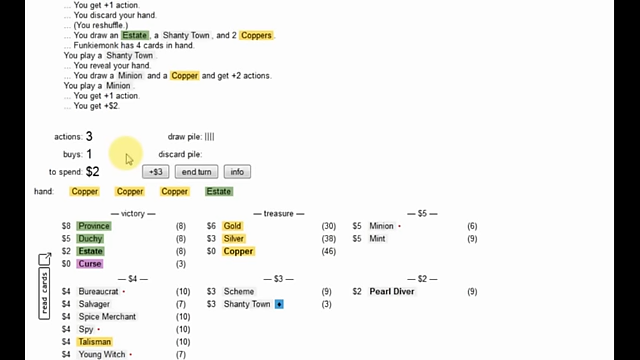 ... You get +1 action.
... You discard your hand.
... (You reshuffle.)
... You draw an Estate, a Shanty Town, and 2 Coppers.
... Funkiemonk has 4 cards in hand.
You play a Shanty Town.
... You reveal your hand.
... You draw a Minion and a Copper and get +2 actions.
You play a Minion.
... You get +1 action.
... You get +$2.
actions: 3 draw pile: ||||
buys: 1 discard pile:
to spend: $2 +$3 end turn info
hand: Copper Copper Copper Estate
— victory — — treasure — — $5 —
$8 Province (8) $6 Gold (30) $5 Minion • (6)
$5 Duchy (8) $3 Silver (38) $5 Mint (9)
$2 Estate (8) $0 Copper (46)
$0 Curse (3)
read cards
— $4 — — $3 — — $2 —
$4 Bureaucrat • (10) $3 Scheme (9) $2 Pearl Diver (9)
$4 Salvager (7) $3 Shanty Town (3)
$4 Spice Merchant (10)
$4 Spy • (10)
$4 Talisman (10)
$4 Young Witch • (7)